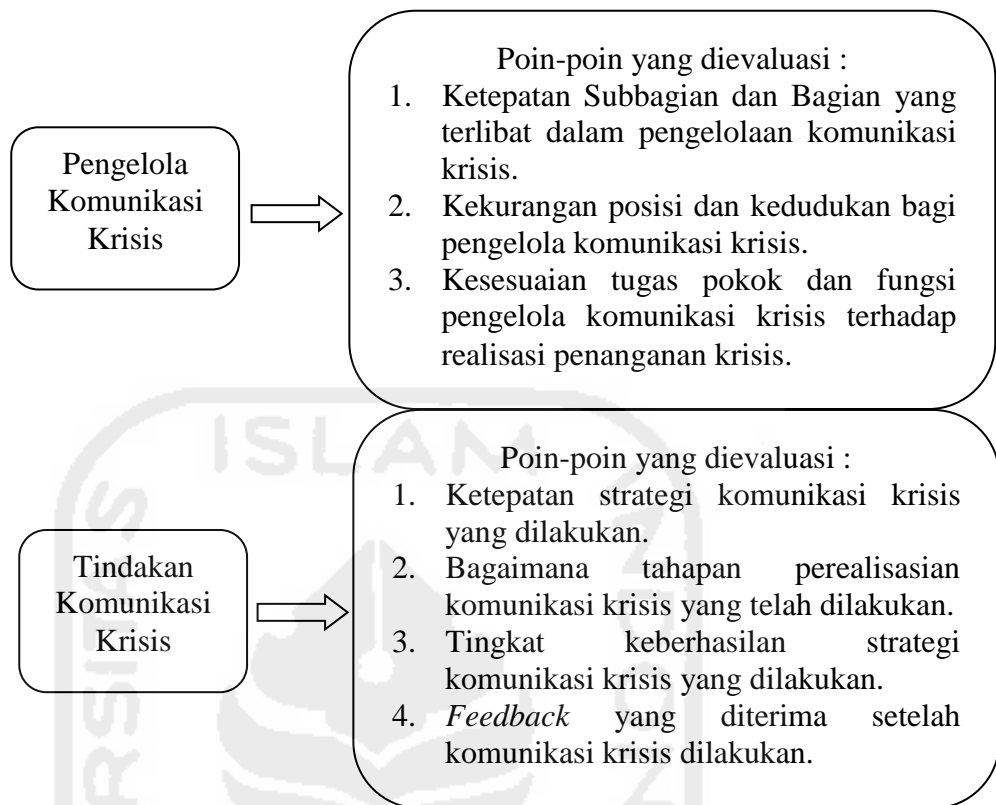 Pengelola
Komunikasi
Krisis
Poin-poin yang dievaluasi :
1. Ketepatan Subbagian dan Bagian yang
terlibat dalam pengelolaan komunikasi
krisis.
2. Kekurangan posisi dan kedudukan bagi
pengelola komunikasi krisis.
3. Kesesuaian tugas pokok dan fungsi
pengelola komunikasi krisis terhadap
realisasi penanganan krisis.
Tindakan
Komunikasi
Krisis
Poin-poin yang dievaluasi :
1. Ketepatan strategi komunikasi krisis
yang dilakukan.
2. Bagaimana tahapan perealisasian
komunikasi krisis yang telah dilakukan.
3. Tingkat keberhasilan strategi
komunikasi krisis yang dilakukan.
4. Feedback yang diterima setelah
komunikasi krisis dilakukan.
ISLAM